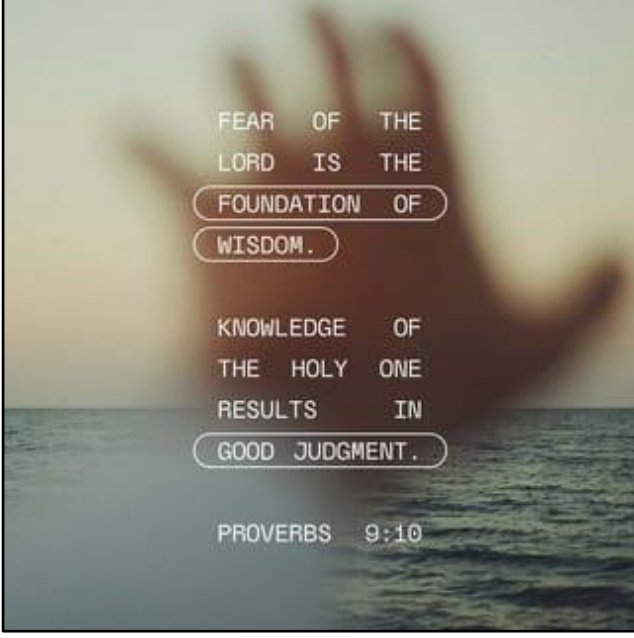 FEAR OF THE
LORD IS THE
FOUNDATION OF
WISDOM.
KNOWLEDGE OF
THE HOLY ONE
RESULTS IN
GOOD JUDGMENT.
PROVERBS 9:10